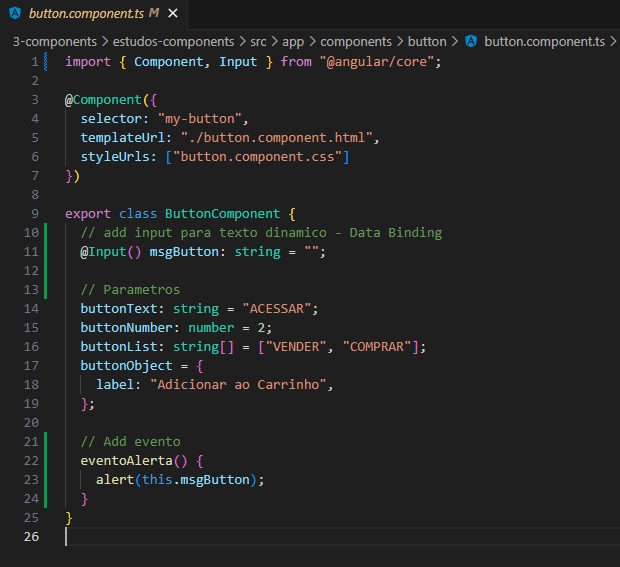 button.component.ts M ×
3-components > estudos-components > src > app > components > button > button.component.ts >
1 import { Component, Input } from "@angular/core";
2
3 @Component({
4   selector: "my-button",
5   templateUrl: "./button.component.html",
6   styleUrls: ["button.component.css"]
7 })
8
9 export class ButtonComponent {
10   // add input para texto dinamico - Data Binding
11   @Input() msgButton: string = "";
12
13   // Parametros
14   buttonText: string = "ACESSAR";
15   buttonNumber: number = 2;
16   buttonList: string[] = ["VENDER", "COMPRAR"];
17   buttonObject = {
18     label: "Adicionar ao Carrinho",
19   };
20
21   // Add evento
22   eventoAlerta() {
23     alert(this.msgButton);
24   }
25 }
26